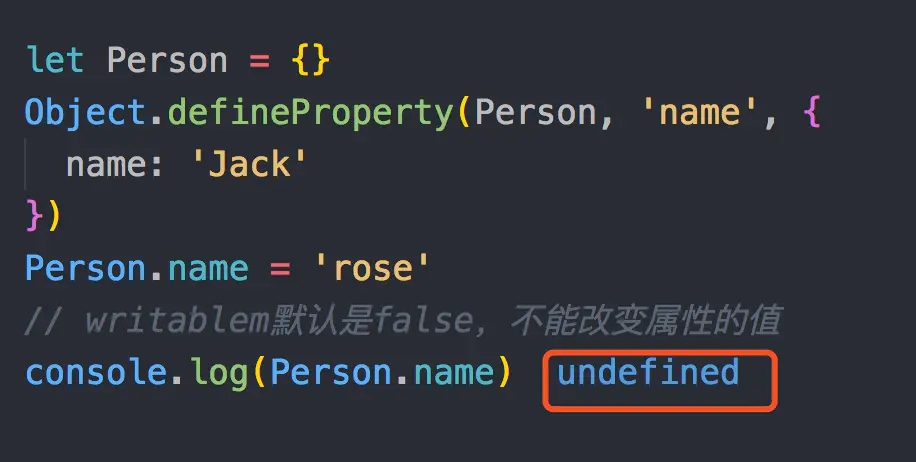 let Person = {}
Object.defineProperty(Person, 'name', {
  name: 'Jack'
})
Person.name = 'rose'
// writablem默认是false，不能改变属性的值
console.log(Person.name) undefined